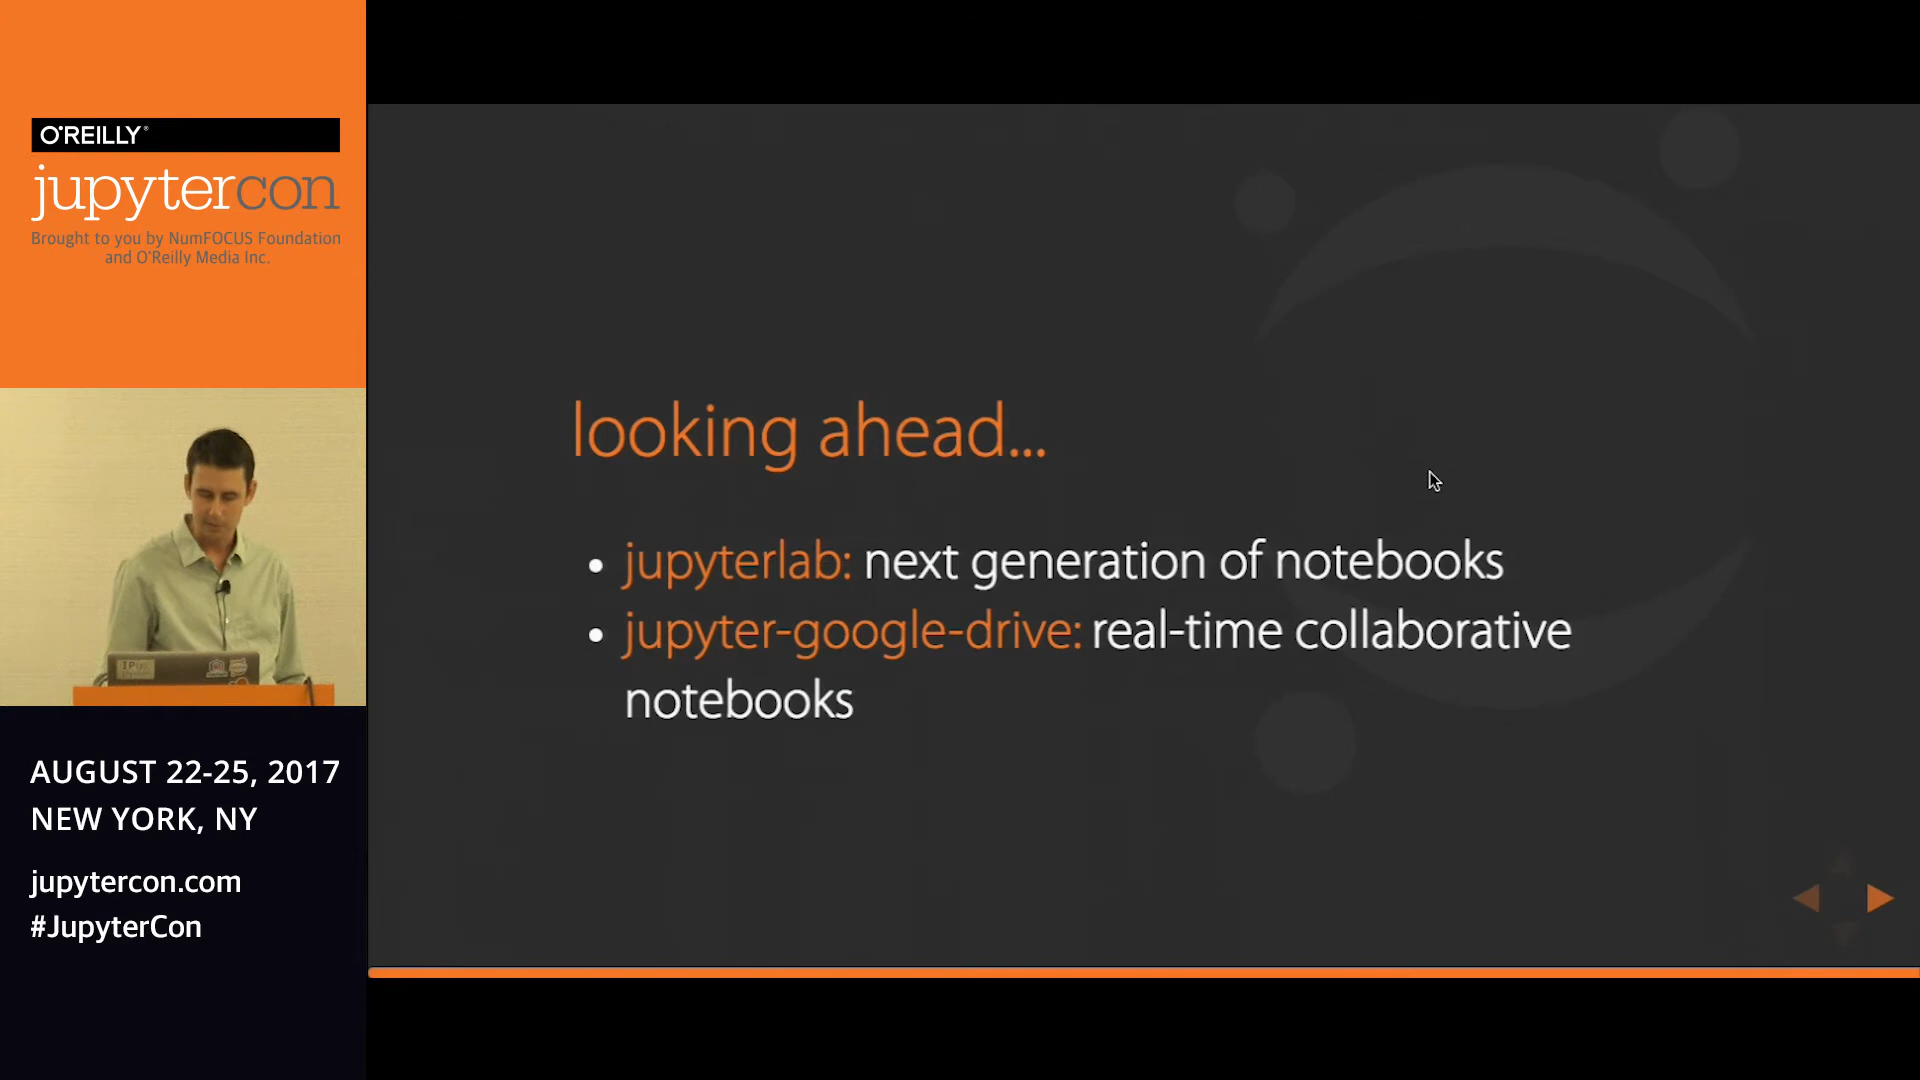 O'REILLY®
jupytercon
Brought to you by NumFOCUS Foundation
and O'Reilly Media Inc.
looking ahead...
• jupyterlab: next generation of notebooks
• jupyter-google-drive: real-time collaborative
notebooks
AUGUST 22-25, 2017
NEW YORK, NY
jupytercon.com
#JupyterCon